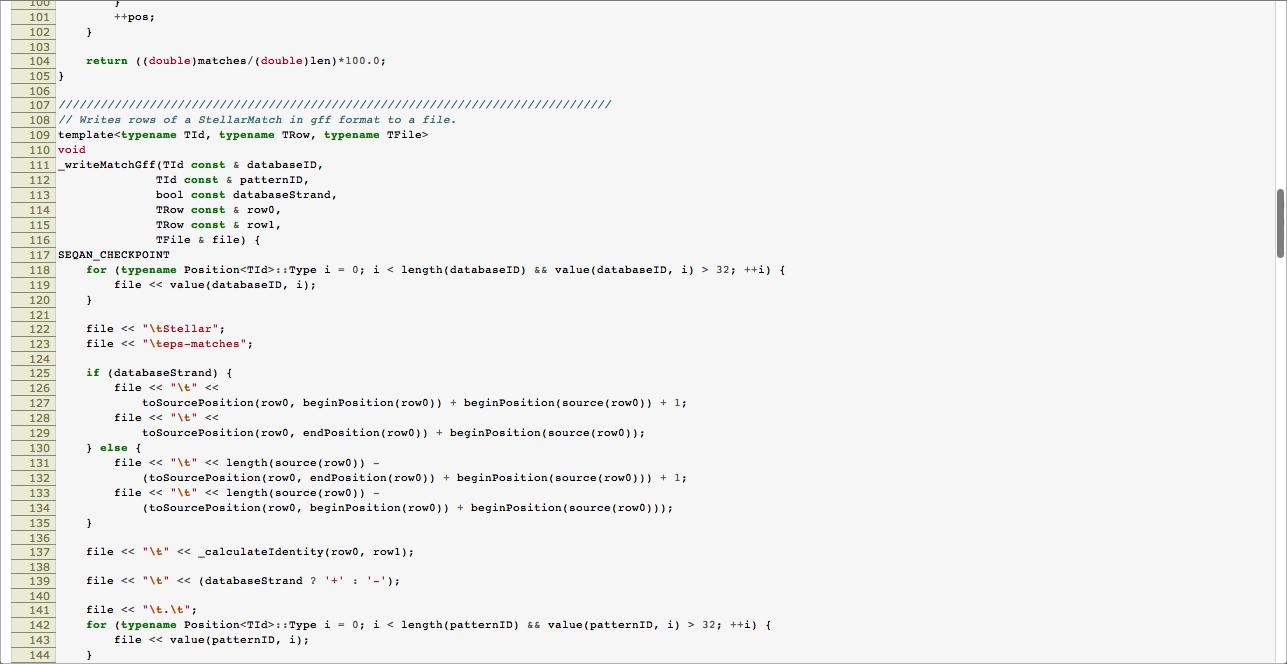 100         }
101         ++pos;
102     }
103
104     return ((double)matches/(double)len)*100.0;
105 }
106
107 ///////////////////////////////////////////////////////////////////////////////
108 // Writes rows of a StellarMatch in gff format to a file.
109 template<typename TId, typename TRow, typename TFile>
110 void
111 _writeMatchGff(TId const & databaseID,
112               TId const & patternID,
113               bool const databaseStrand,
114               TRow const & row0,
115               TRow const & row1,
116               TFile & file) {
117 SEQAN_CHECKPOINT
118     for (typename Position<TId>::Type i = 0; i < length(databaseID) && value(databaseID, i) > 32; ++i) {
119         file << value(databaseID, i);
120     }
121
122     file << "\tStellar";
123     file << "\teps-matches";
124
125     if (databaseStrand) {
126         file << "\t" <<
127             toSourcePosition(row0, beginPosition(row0)) + beginPosition(source(row0)) + 1;
128         file << "\t" <<
129             toSourcePosition(row0, endPosition(row0)) + beginPosition(source(row0));
130     } else {
131         file << "\t" << length(source(row0)) -
132             (toSourcePosition(row0, endPosition(row0)) + beginPosition(source(row0))) + 1;
133         file << "\t" << length(source(row0)) -
134             (toSourcePosition(row0, beginPosition(row0)) + beginPosition(source(row0)));
135     }
136
137     file << "\t" << _calculateIdentity(row0, row1);
138
139     file << "\t" << (databaseStrand ? '+' : '-');
140
141     file << "\t.\t";
142     for (typename Position<TId>::Type i = 0; i < length(patternID) && value(patternID, i) > 32; ++i) {
143         file << value(patternID, i);
144     }